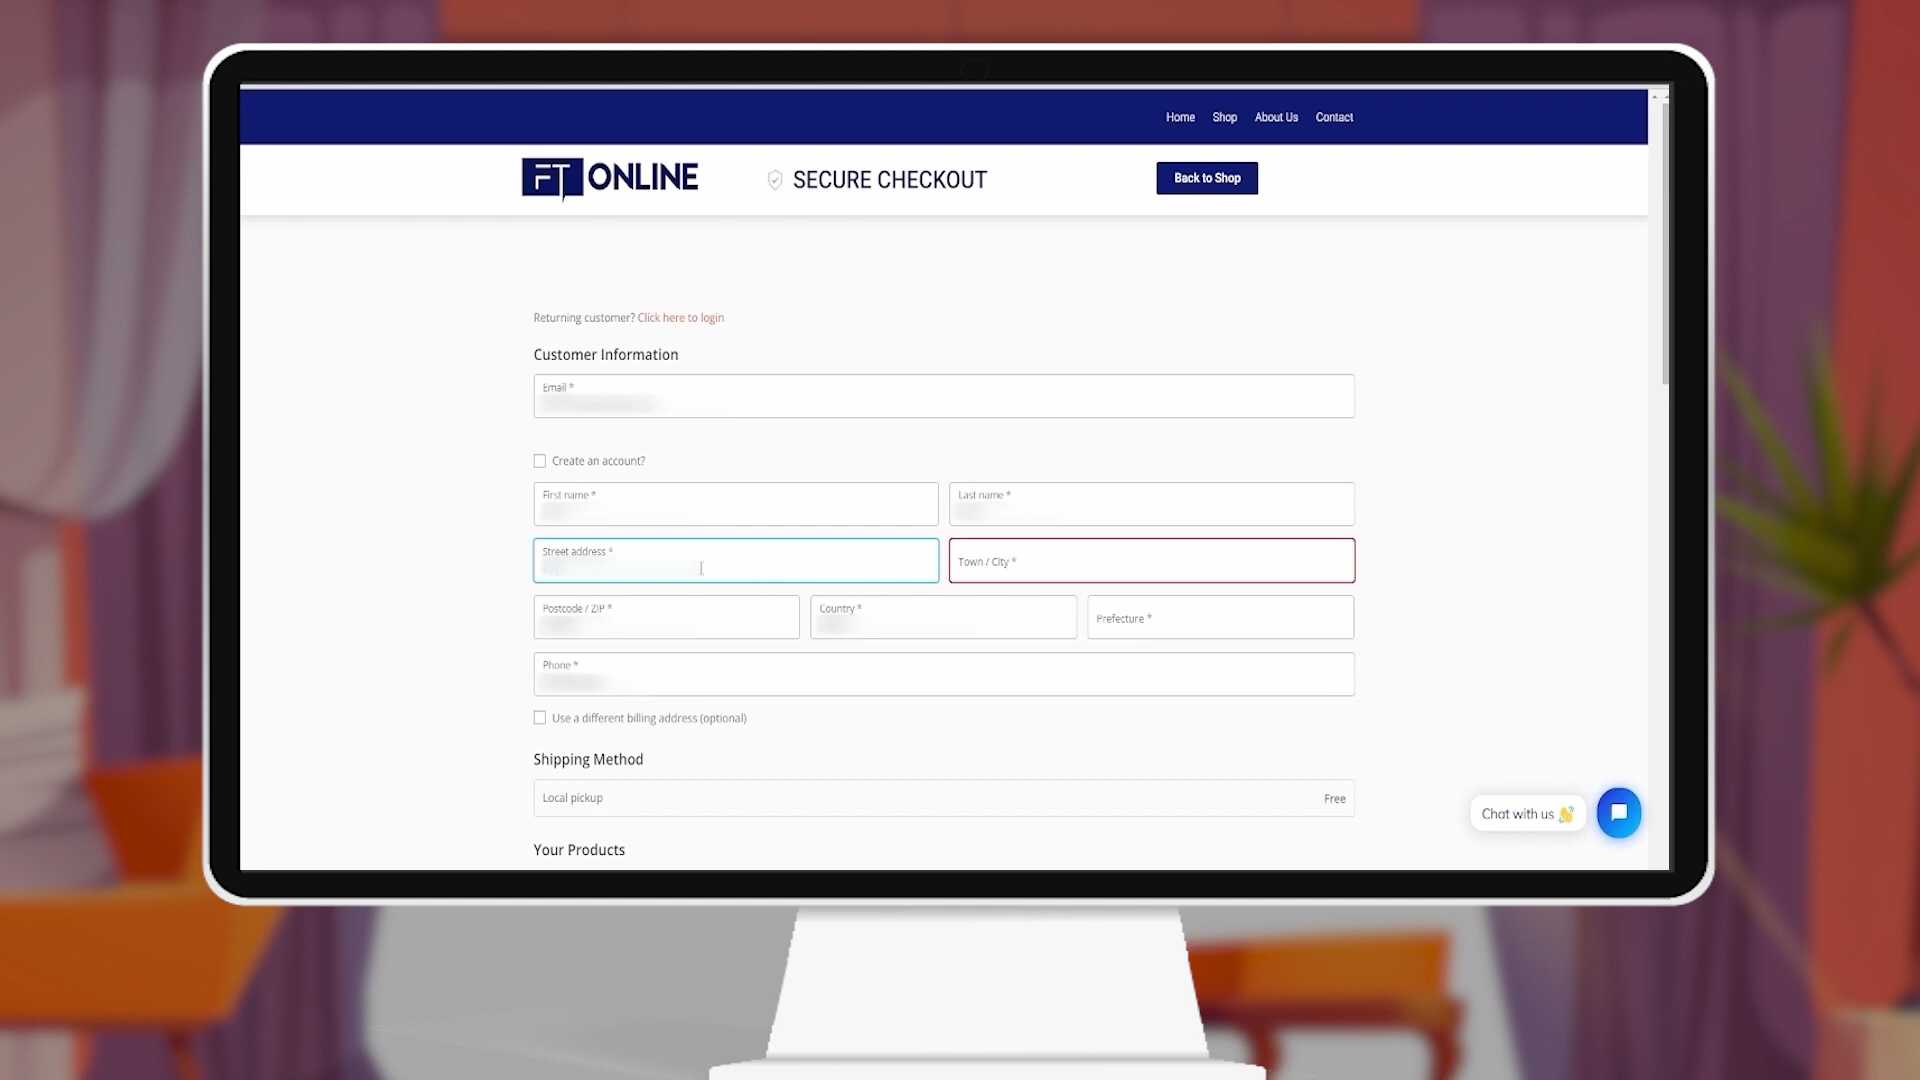 Home Shop About Us Contact
FT ONLINE
SECURE CHECKOUT
Back to Shop
Returning customer? Click here to login
Customer Information
Email *
Create an account?
First name * Last name *
Street address * Town / City *
Postcode / ZIP * Country * Prefecture *
Phone *
Use a different billing address (optional)
Shipping Method
Local pickup Free
Chat with us 👋
Your Products